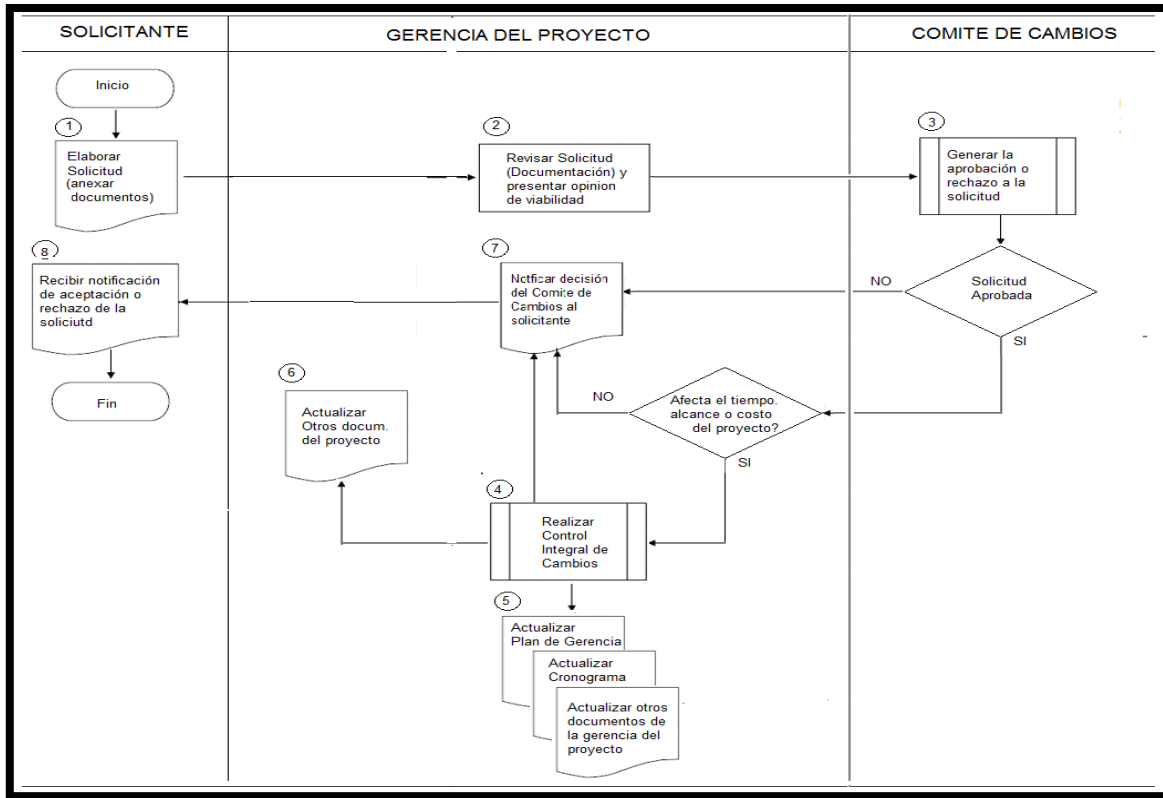 SOLICITANTE
GERENCIA DEL PROYECTO
COMITE DE CAMBIOS
Inicio
1
Elaborar
Solicitud
(anexar
documentos)
2
Revisar Solicitud
(Documentación) y
presentar opinion
de viabilidad
3
Generar la
aprobación o
rechazo a la
solicitud
8
Recibir notificación
de aceptación o
rechazo de la
soliciutd
7
Notficar decisión
del Comite de
Cambios al
solicitante
NO
Solicitud
Aprobada
SI
Fin
6
Actualizar
Otros docum.
del proyecto
NO
Afecta el tiempo.
alcance o costo
del proyecto?
SI
4
Realizar
Control
Integral de
Cambios
5
Actualizar
Plan de Gerencia
Actualizar
Cronograma
Actualizar otros
documentos de
la gerencia del
proyecto